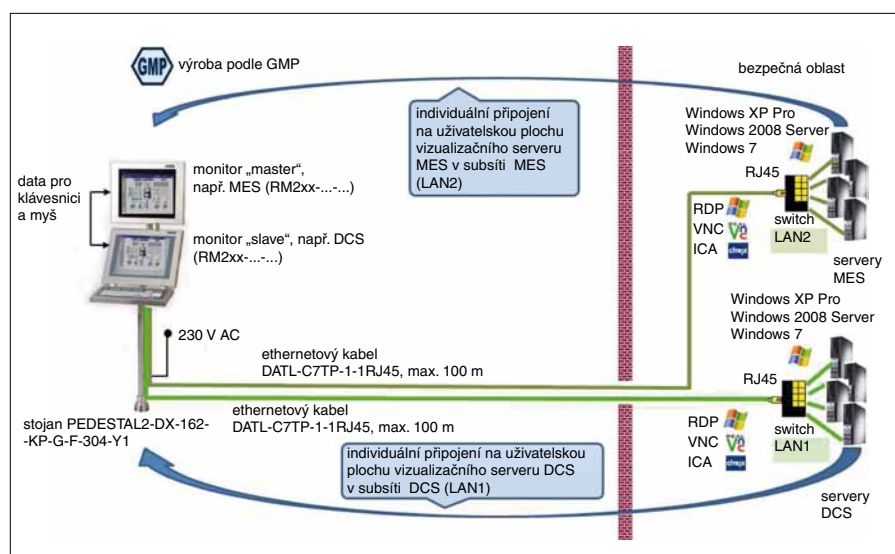 GMP
výroba podle GMP
bezpečná oblast
individuální připojení
na uživatelskou plochu
vizualizačního serveru
MES v subsíti MES
(LAN2)
Windows XP Pro
Windows 2008 Server
Windows 7
RJ45
RDP
VNC
ICA
citrix
switch
LAN2
servery
MES
data pro
klávesnici
a myš
monitor „master“,
např. MES (RM2xx-...-...)
monitor „slave“, např. DCS
(RM2xx-...-...)
230 V AC
ethernetový kabel
DATL-C7TP-1-1RJ45, max. 100 m
ethernetový kabel
DATL-C7TP-1-1RJ45, max. 100 m
stojan PEDESTAL2-DX-162-
-KP-G-F-304-Y1
Windows XP Pro
Windows 2008 Server
Windows 7
RJ45
RDP
VNC
ICA
citrix
switch
LAN1
servery
DCS
individuální připojení na uživatelskou
plochu vizualizačního serveru DCS
v subsíti DCS (LAN1)